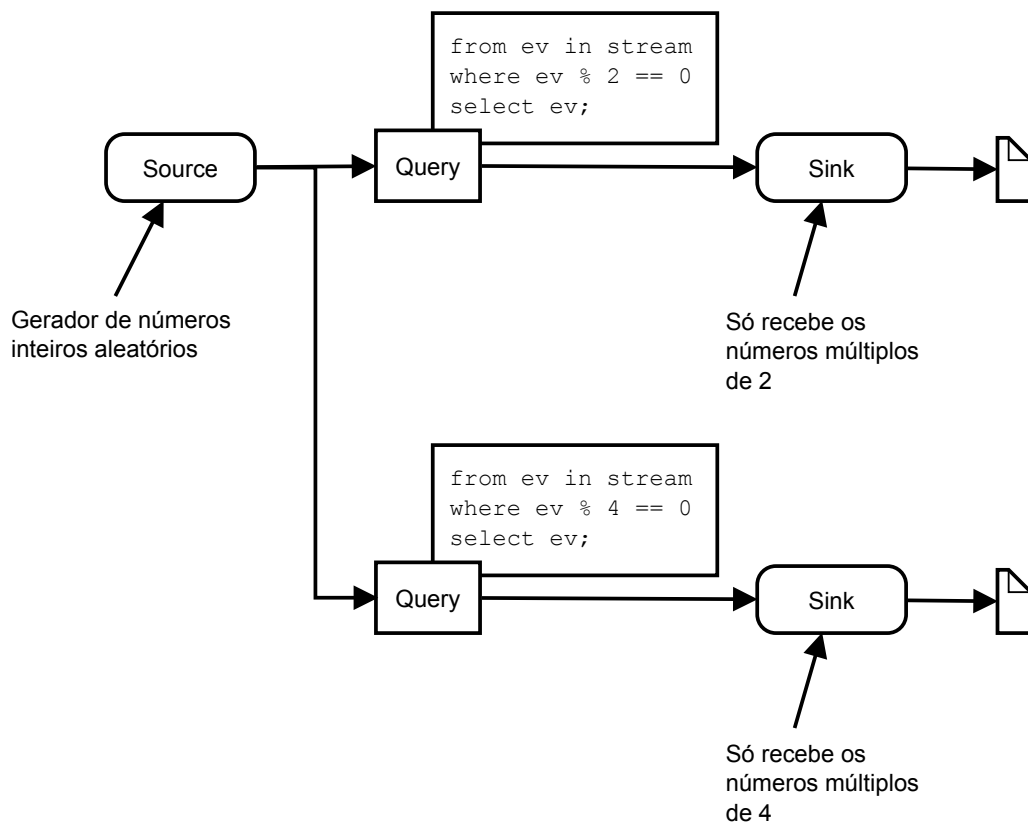 from ev in stream
where ev % 2 == 0
select ev;
Source
Query
Sink
Gerador de números
inteiros aleatórios
Só recebe os
números múltiplos
de 2
from ev in stream
where ev % 4 == 0
select ev;
Query
Sink
Só recebe os
números múltiplos
de 4